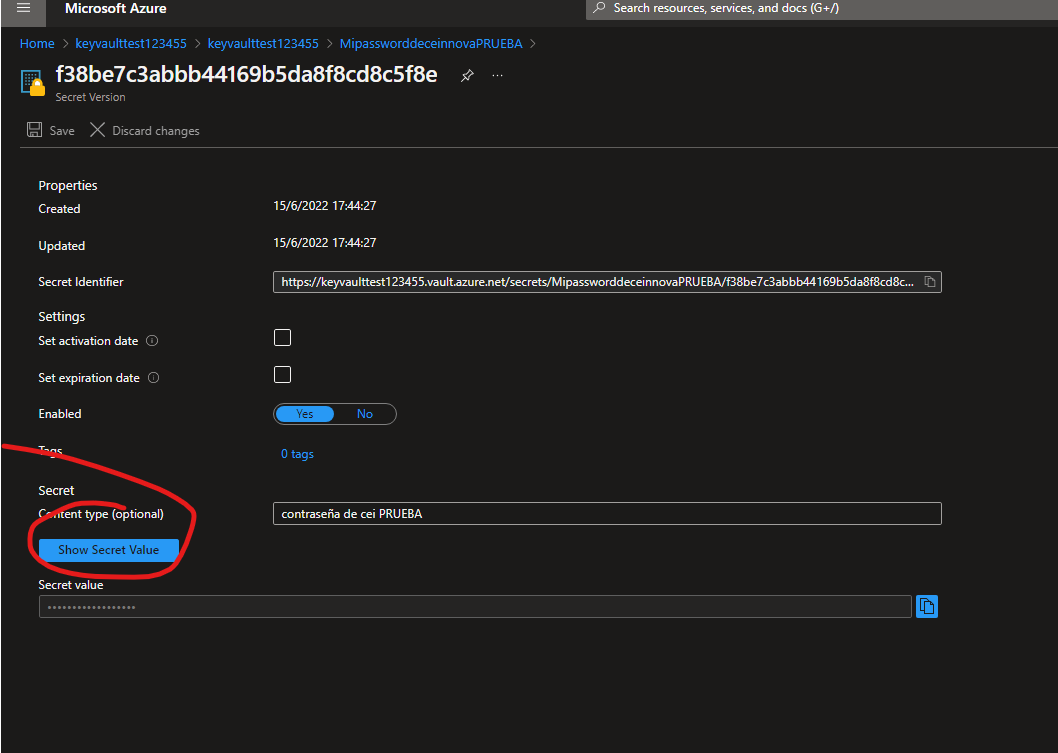 Microsoft Azure
Search resources, services, and docs (G+/)
Home > keyvaulttest123455 > keyvaulttest123455 > MipassworddeceinnovaPRUEBA >
f38be7c3abbb44169b5da8f8cd8c5f8e
Secret Version
Save Discard changes
Properties
Created 15/6/2022 17:44:27
Updated 15/6/2022 17:44:27
Secret Identifier https://keyvaulttest123455.vault.azure.net/secrets/MipassworddeceinnovaPRUEBA/f38be7c3abbb44169b5da8f8cd8c...
Settings
Set activation date
Set expiration date
Enabled Yes No
Tags 0 tags
Secret
Content type (optional) contraseña de cei PRUEBA
Show Secret Value
Secret value
••••••••••••••••••